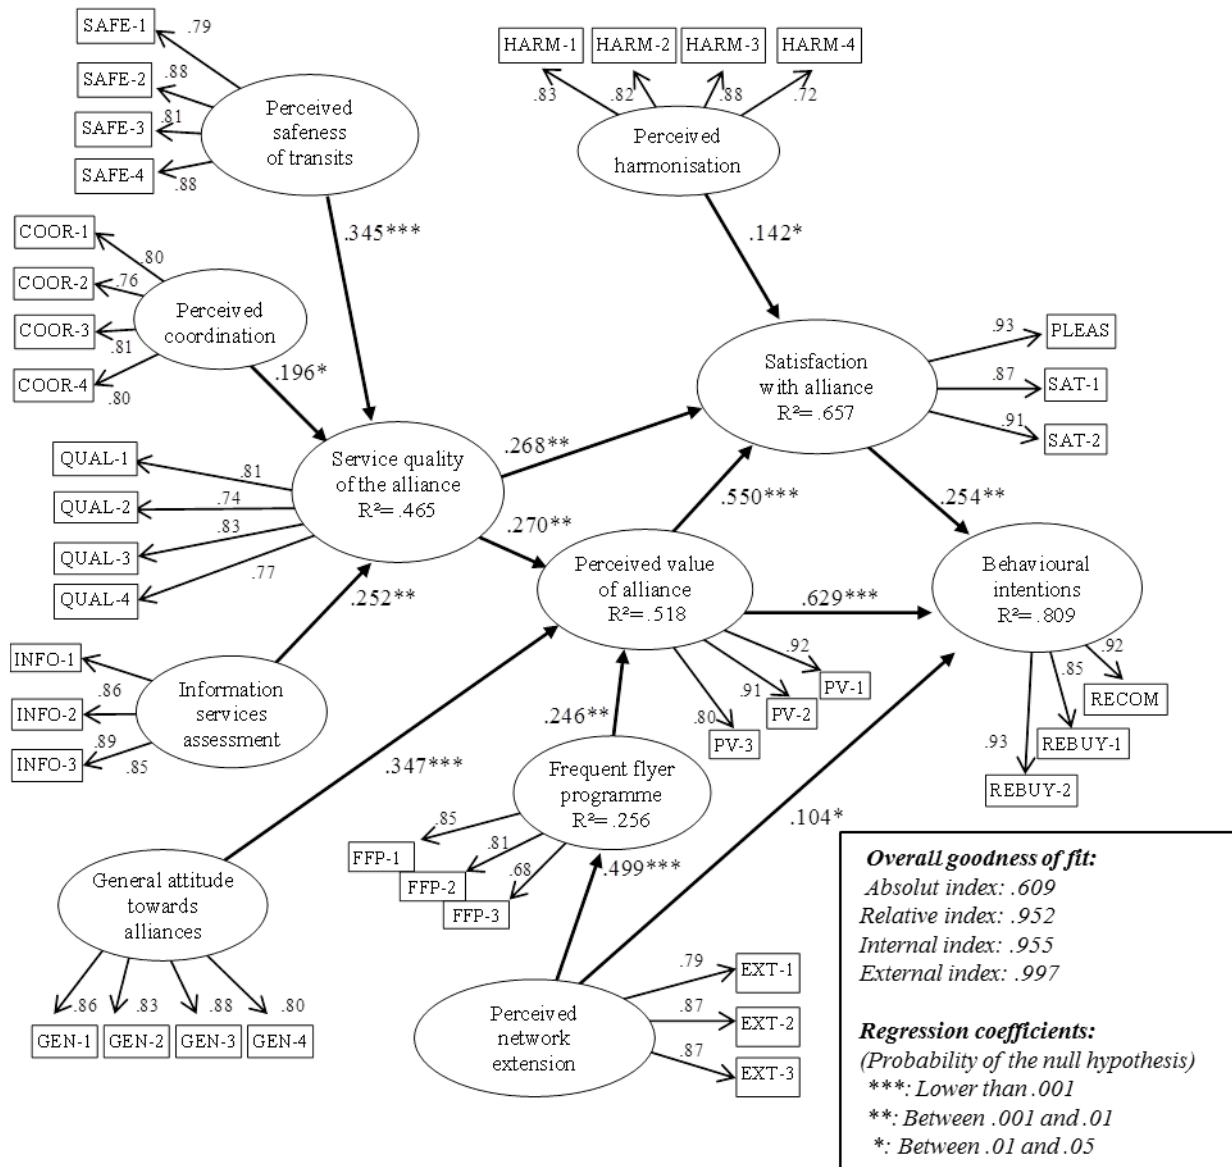 SAFE-1
.79
SAFE-2
.88
SAFE-3
.81
SAFE-4
.88
Perceived
safeness
of transits
HARM-1
HARM-2
HARM-3
HARM-4
.83
.82
.88
.72
Perceived
harmonisation
.345***
.142*
COOR-1
.80
COOR-2
.76
COOR-3
.81
COOR-4
.80
Perceived
coordination
.196*
Satisfaction
with alliance
R²= .657
.93
PLEAS
.87
SAT-1
.91
SAT-2
QUAL-1
.81
QUAL-2
.74
QUAL-3
.83
QUAL-4
.77
Service quality
of the alliance
R²= .465
.268**
.270**
.550***
.254**
.252**
Perceived value
of alliance
R²= .518
.629***
Behavioural
intentions
R²= .809
.92
PV-1
.91
PV-2
.80
PV-3
.92
RECOM
.85
REBUY-1
.93
REBUY-2
INFO-1
.86
INFO-2
.89
INFO-3
.85
Information
services
assessment
.347***
.246**
Frequent flyer
programme
R²= .256
.85
FFP-1
.81
FFP-2
.68
FFP-3
.499***
.104*
General attitude
towards
alliances
.86
.83
.88
.80
GEN-1
GEN-2
GEN-3
GEN-4
Perceived
network
extension
.79
EXT-1
.87
EXT-2
.87
EXT-3
Overall goodness of fit:
Absolut index: .609
Relative index: .952
Internal index: .955
External index: .997
Regression coefficients:
(Probability of the null hypothesis)
***: Lower than .001
**: Between .001 and .01
*: Between .01 and .05